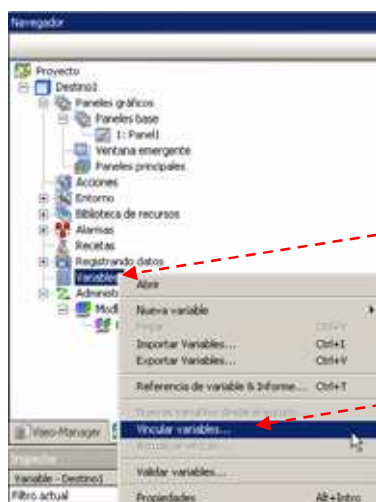 Navegador
Proyecto
Destino1
Paneles gráficos
Paneles base
1: Panel1
Ventana emergente
Paneles principales
Acciones
Entorno
Biblioteca de recursos
Alarmas
Recetas
Registrando datos
Variables
Abrir
Nueva variable
Importar Variables... Ctrl+I
Exportar Variables... Ctrl+V
Referencia de variable & Informe... Ctrl+T
Vincular variables...
Validar variables...
Propiedades Alt+Intro
Vijeo-Manager
Variable - Destino1
Filtro actual